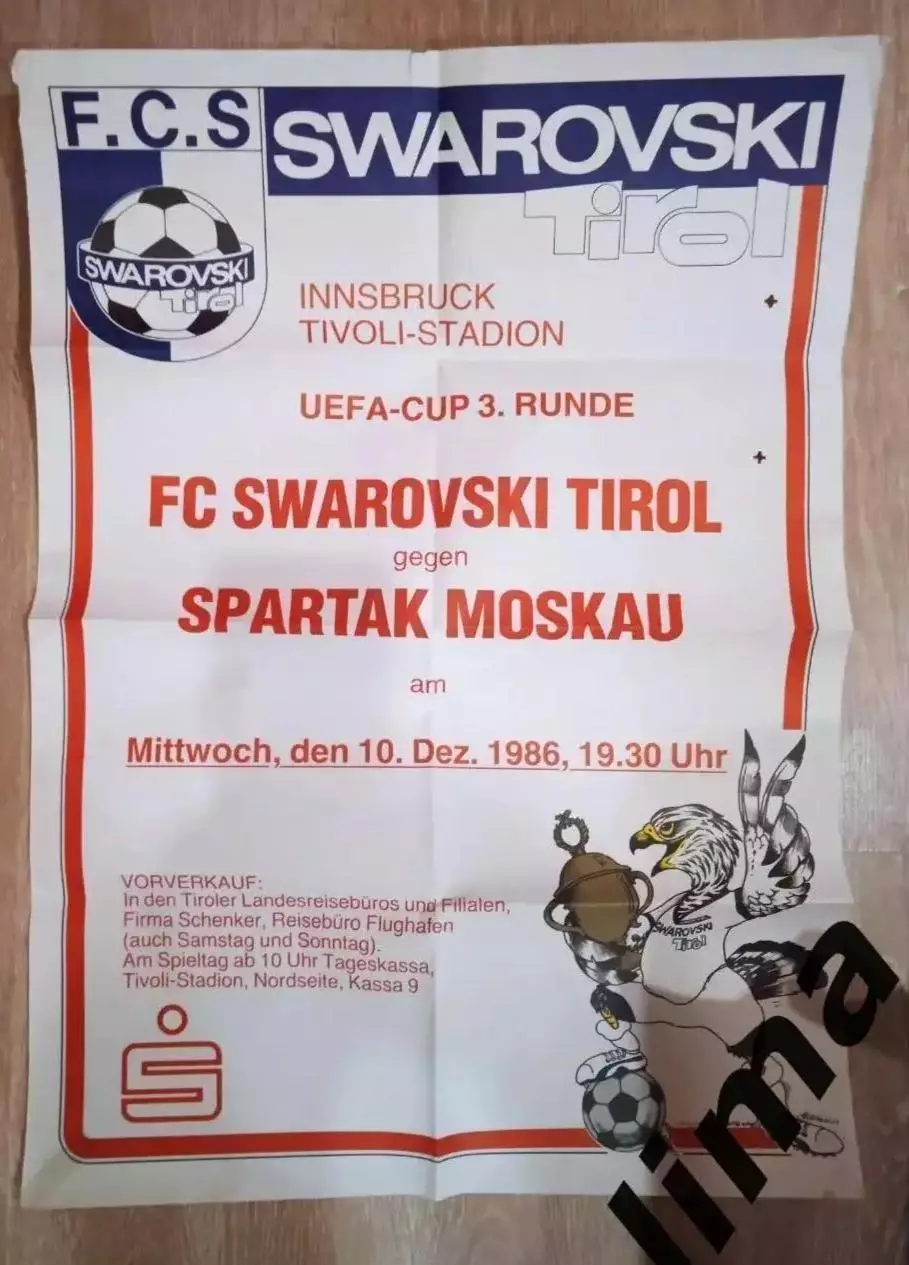 F.C.S
SWAROVSKI
Tirol
SWAROVSKI
Tirol
INNSBRUCK
TIVOLI-STADION
UEFA-CUP 3. RUNDE
FC SWAROVSKI TIROL
gegen
SPARTAK MOSKAU
am
Mittwoch, den 10. Dez. 1986, 19.30 Uhr
VORVERKAUF:
In den Tiroler Landesreisebüros und Filialen,
Firma Schenker, Reisebüro Flughafen
(auch Samstag und Sonntag).
Am Spieltag ab 10 Uhr Tageskassa,
Tivoli-Stadion, Nordseite, Kassa 9
SWAROVSKI
Tirol
lima